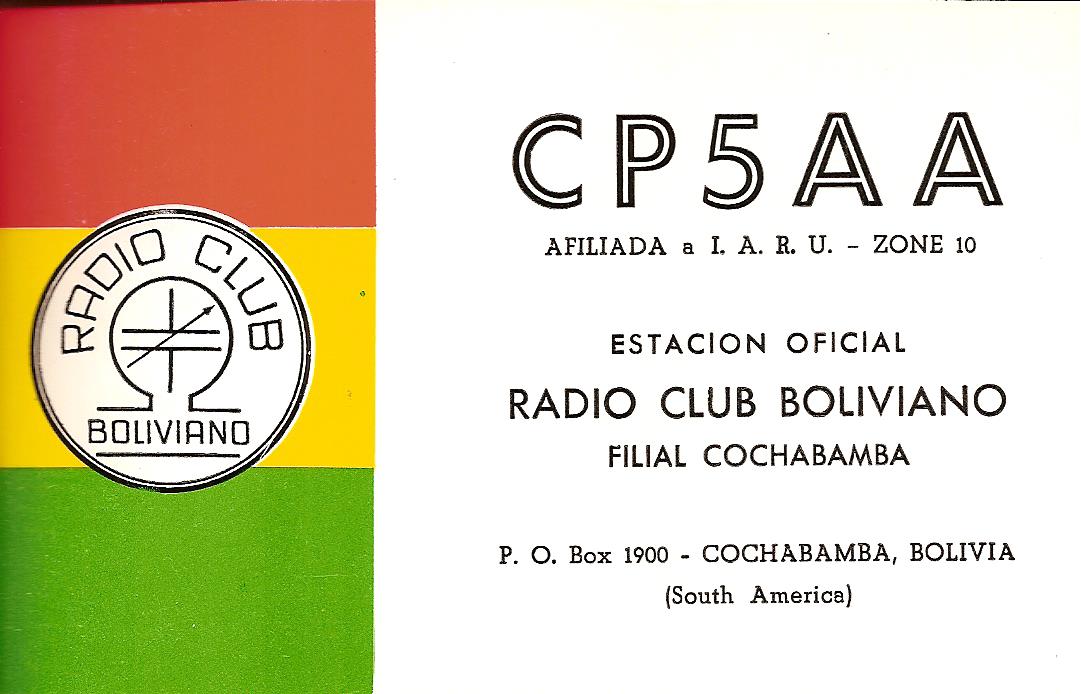 RADIO CLUB
BOLIVIANO
CP5AA
AFILIADA a I. A. R. U. - ZONE 10
ESTACION OFICIAL
RADIO CLUB BOLIVIANO
FILIAL COCHABAMBA
P. O. Box 1900 - COCHABAMBA, BOLIVIA
(South America)